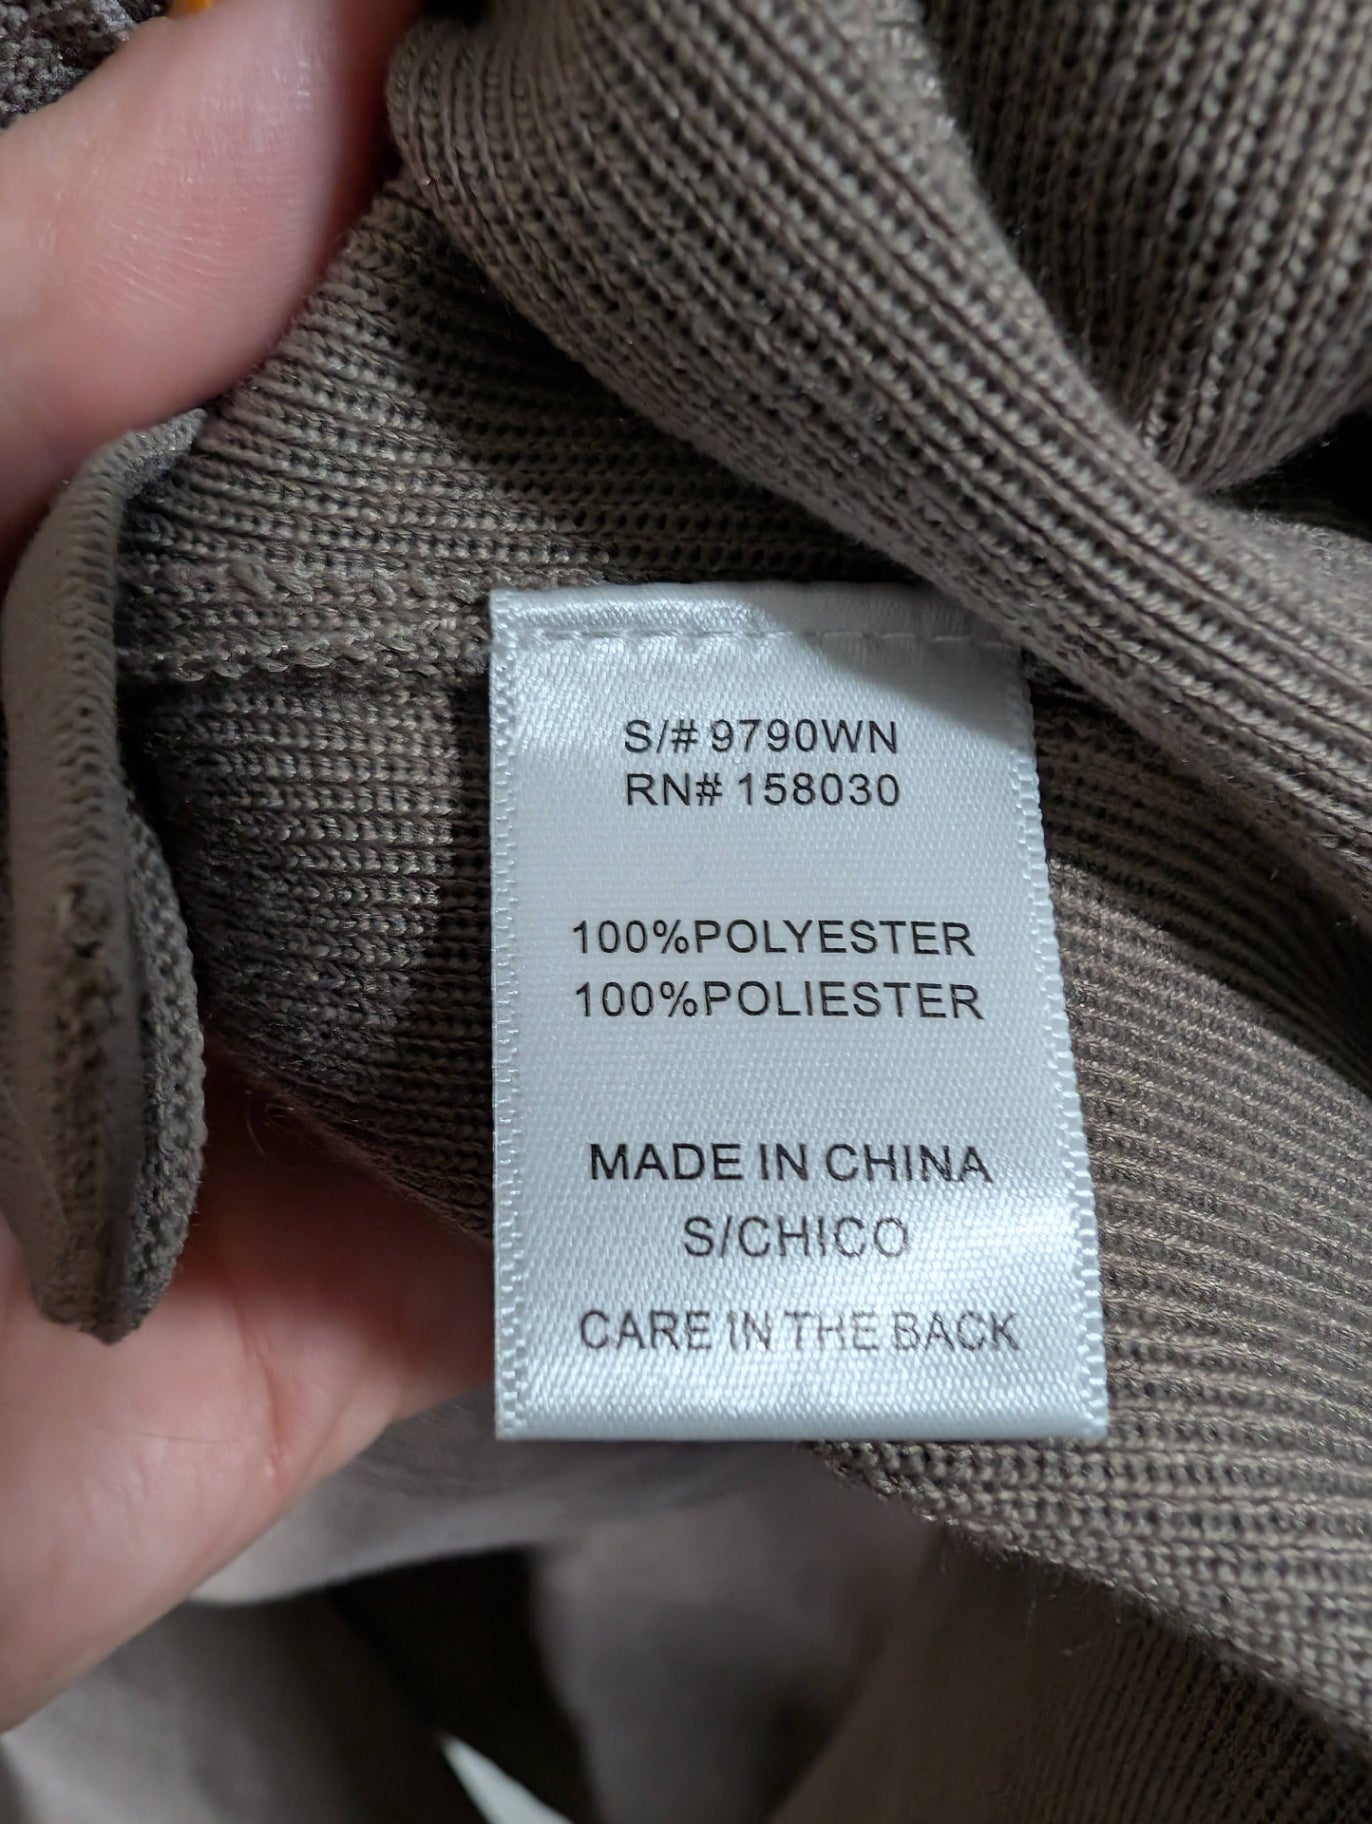 S/# 9790WN
RN# 158030
100%POLYESTER
100%POLIESTER
MADE IN CHINA
S/CHICO
CARE IN THE BACK